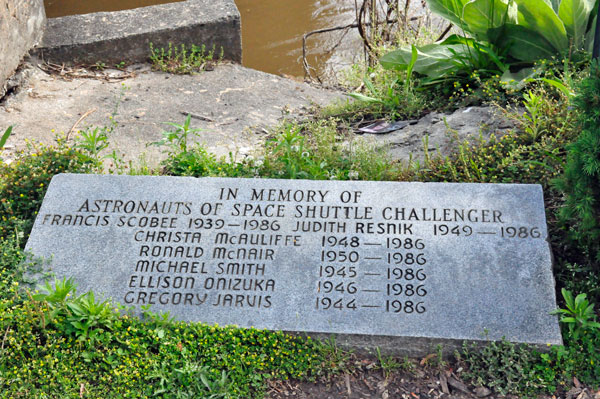 IN MEMORY OF
ASTRONAUTS OF SPACE SHUTTLE CHALLENGER
FRANCIS SCOBEE 1939–1986 JUDITH RESNIK 1949–1986
CHRISTA McAULIFFE 1948–1986
RONALD McNAIR 1950–1986
MICHAEL SMITH 1945–1986
ELLISON ONIZUKA 1946–1986
GREGORY JARVIS 1944–1986